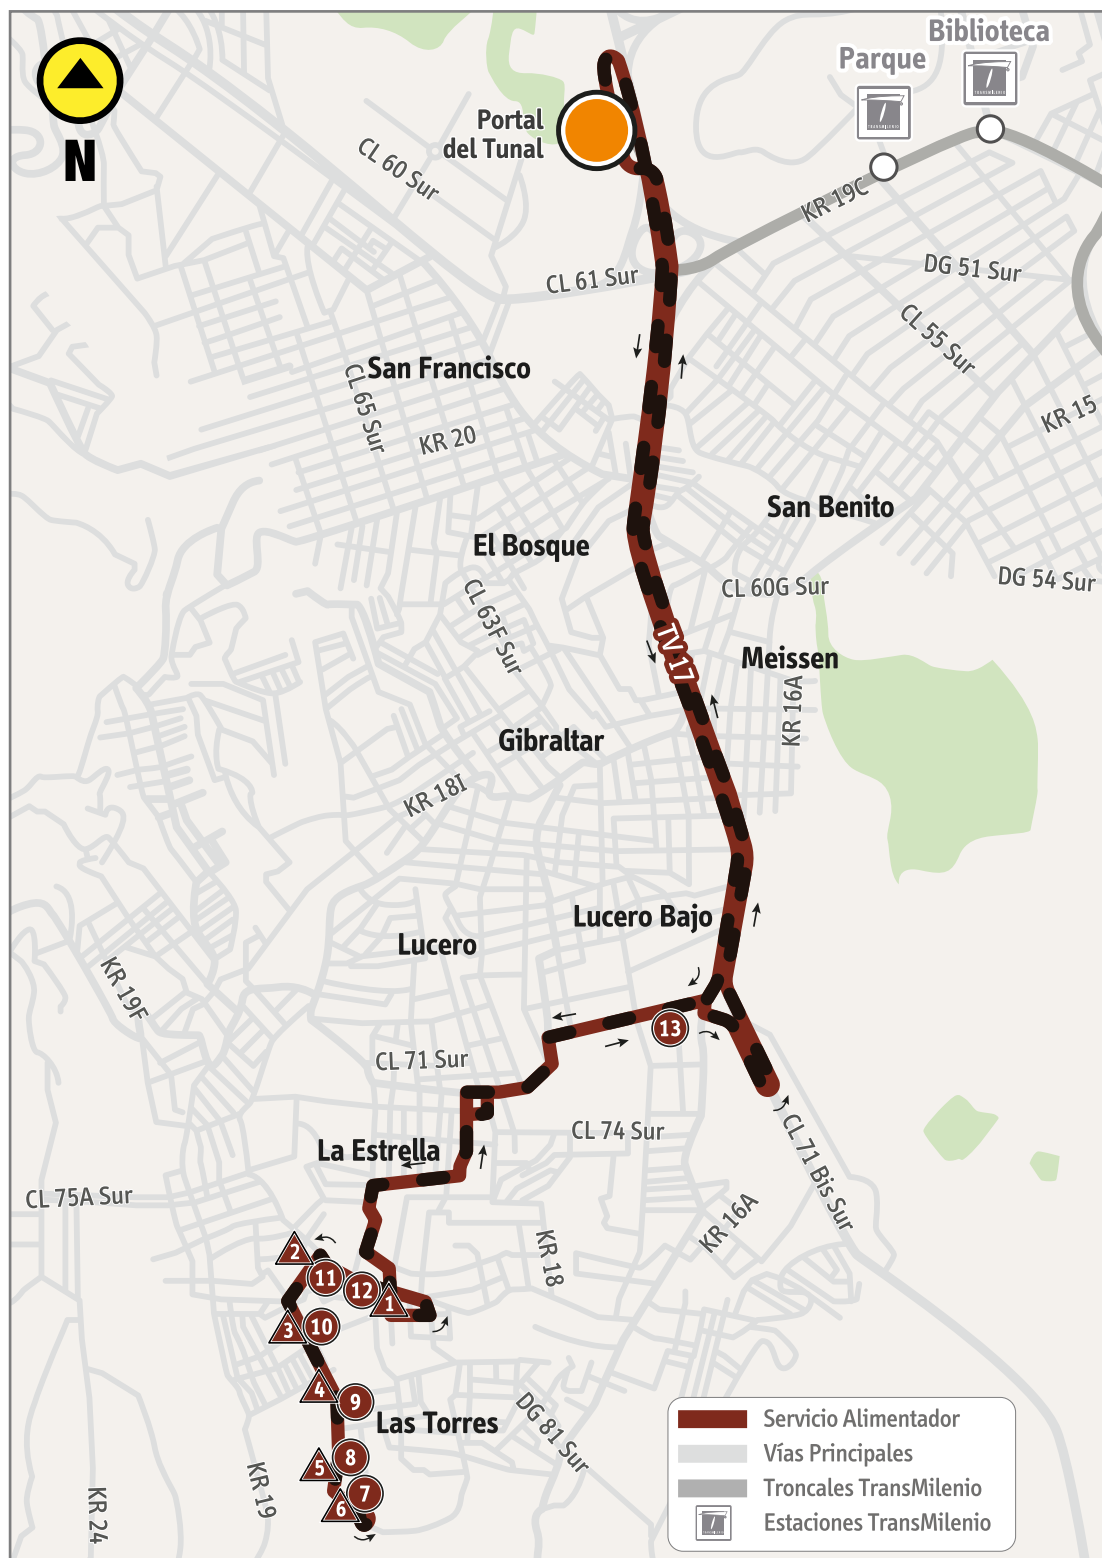 Biblioteca
Parque
N
Portal
del Tunal
CL 60 Sur
KR 19C
DG 51 Sur
CL 61 Sur
CL 55 Sur
San Francisco
CL 65 Sur
KR 15
KR 20
San Benito
El Bosque
DG 54 Sur
CL 60G Sur
CL 63F Sur
TV 17
Meissen
KR 16A
Gibraltar
KR 18I
Lucero Bajo
Lucero
KR 19F
13
CL 71 Sur
CL 74 Sur
La Estrella
CL 71 Bis Sur
CL 75A Sur
KR 16A
KR 18
2
11
12
1
3
10
4
9
Las Torres
DG 81 Sur
8
5
7
6
KR 19
KR 24
Servicio Alimentador
Vías Principales
Troncales TransMilenio
Estaciones TransMilenio